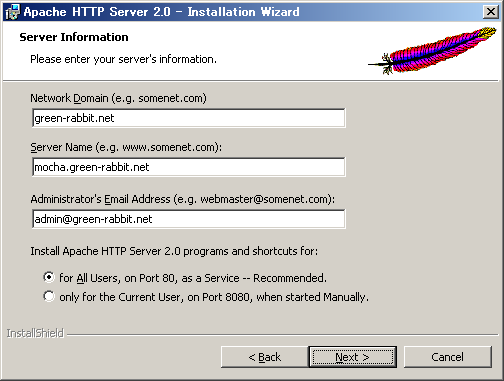 Apache HTTP Server 2.0 - Installation Wizard
Server Information
Please enter your server's information.
Network Domain (e.g. somenet.com)
green-rabbit.net
Server Name (e.g. www.somenet.com):
mocha.green-rabbit.net
Administrator's Email Address (e.g. webmaster@somenet.com):
admin@green-rabbit.net
Install Apache HTTP Server 2.0 programs and shortcuts for:
for All Users, on Port 80, as a Service -- Recommended.
only for the Current User, on Port 8080, when started Manually.
InstallShield
< Back Next > Cancel